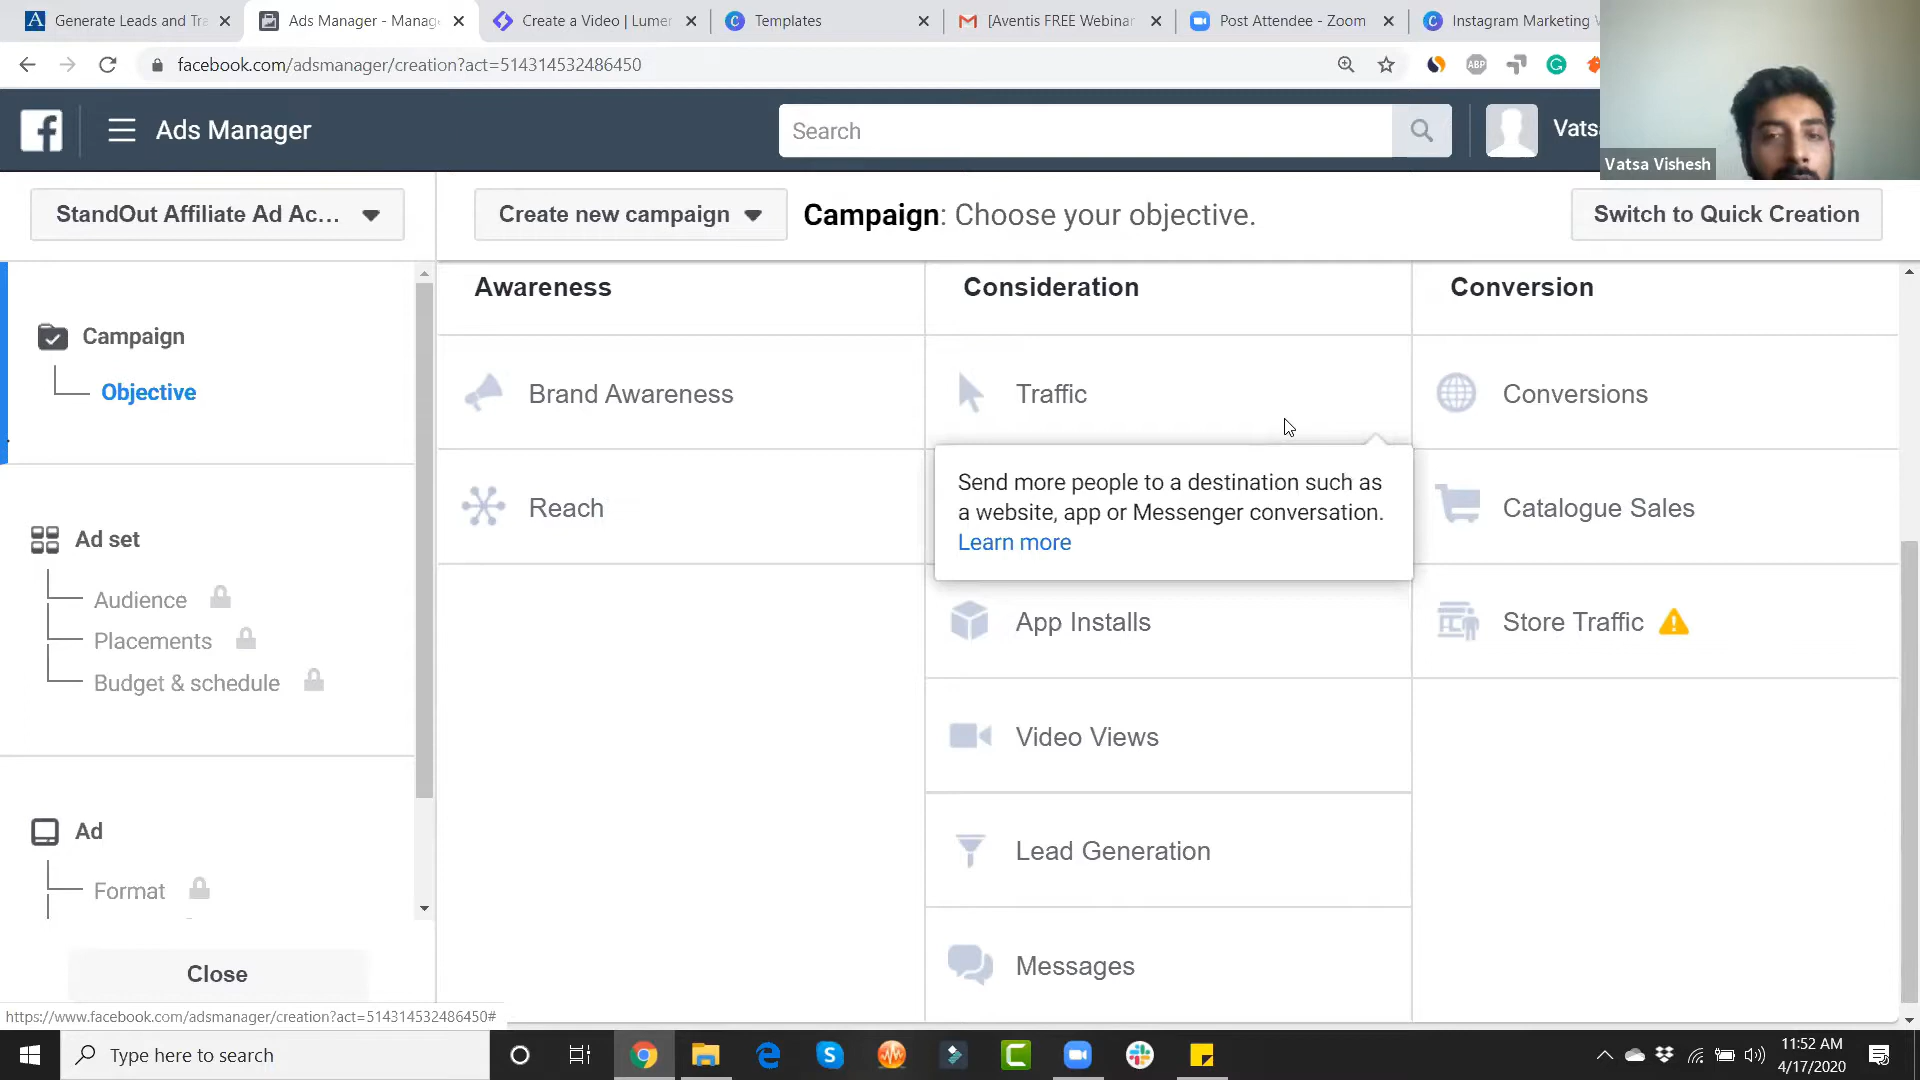 Generate Leads and Tra
Ads Manager - Manag
Create a Video | Lumen
Templates
[Aventis FREE Webinar
Post Attendee - Zoom
Instagram Marketing
facebook.com/adsmanager/creation?act=514314532486450
ABP
Ads Manager
Search
Vats
Vatsa Vishesh
StandOut Affiliate Ad Ac...
Create new campaign
Campaign: Choose your objective.
Switch to Quick Creation
Awareness
Consideration
Conversion
Campaign
Objective
Brand Awareness
Traffic
Conversions
Send more people to a destination such as
a website, app or Messenger conversation.
Learn more
Reach
Catalogue Sales
Ad set
Audience
Placements
Budget & schedule
App Installs
Store Traffic
Video Views
Ad
Format
Lead Generation
Messages
Close
https://www.facebook.com/adsmanager/creation?act=514314532486450#
Type here to search
11:52 AM
4/17/2020